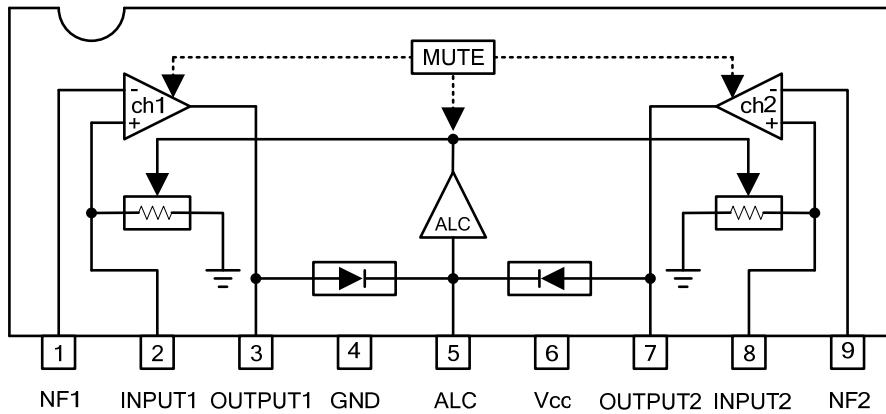 MUTE
ch1
ch2
-
+
-
+
ALC
1 2 3 4 5 6 7 8 9
NF1 INPUT1 OUTPUT1 GND ALC Vcc OUTPUT2 INPUT2 NF2